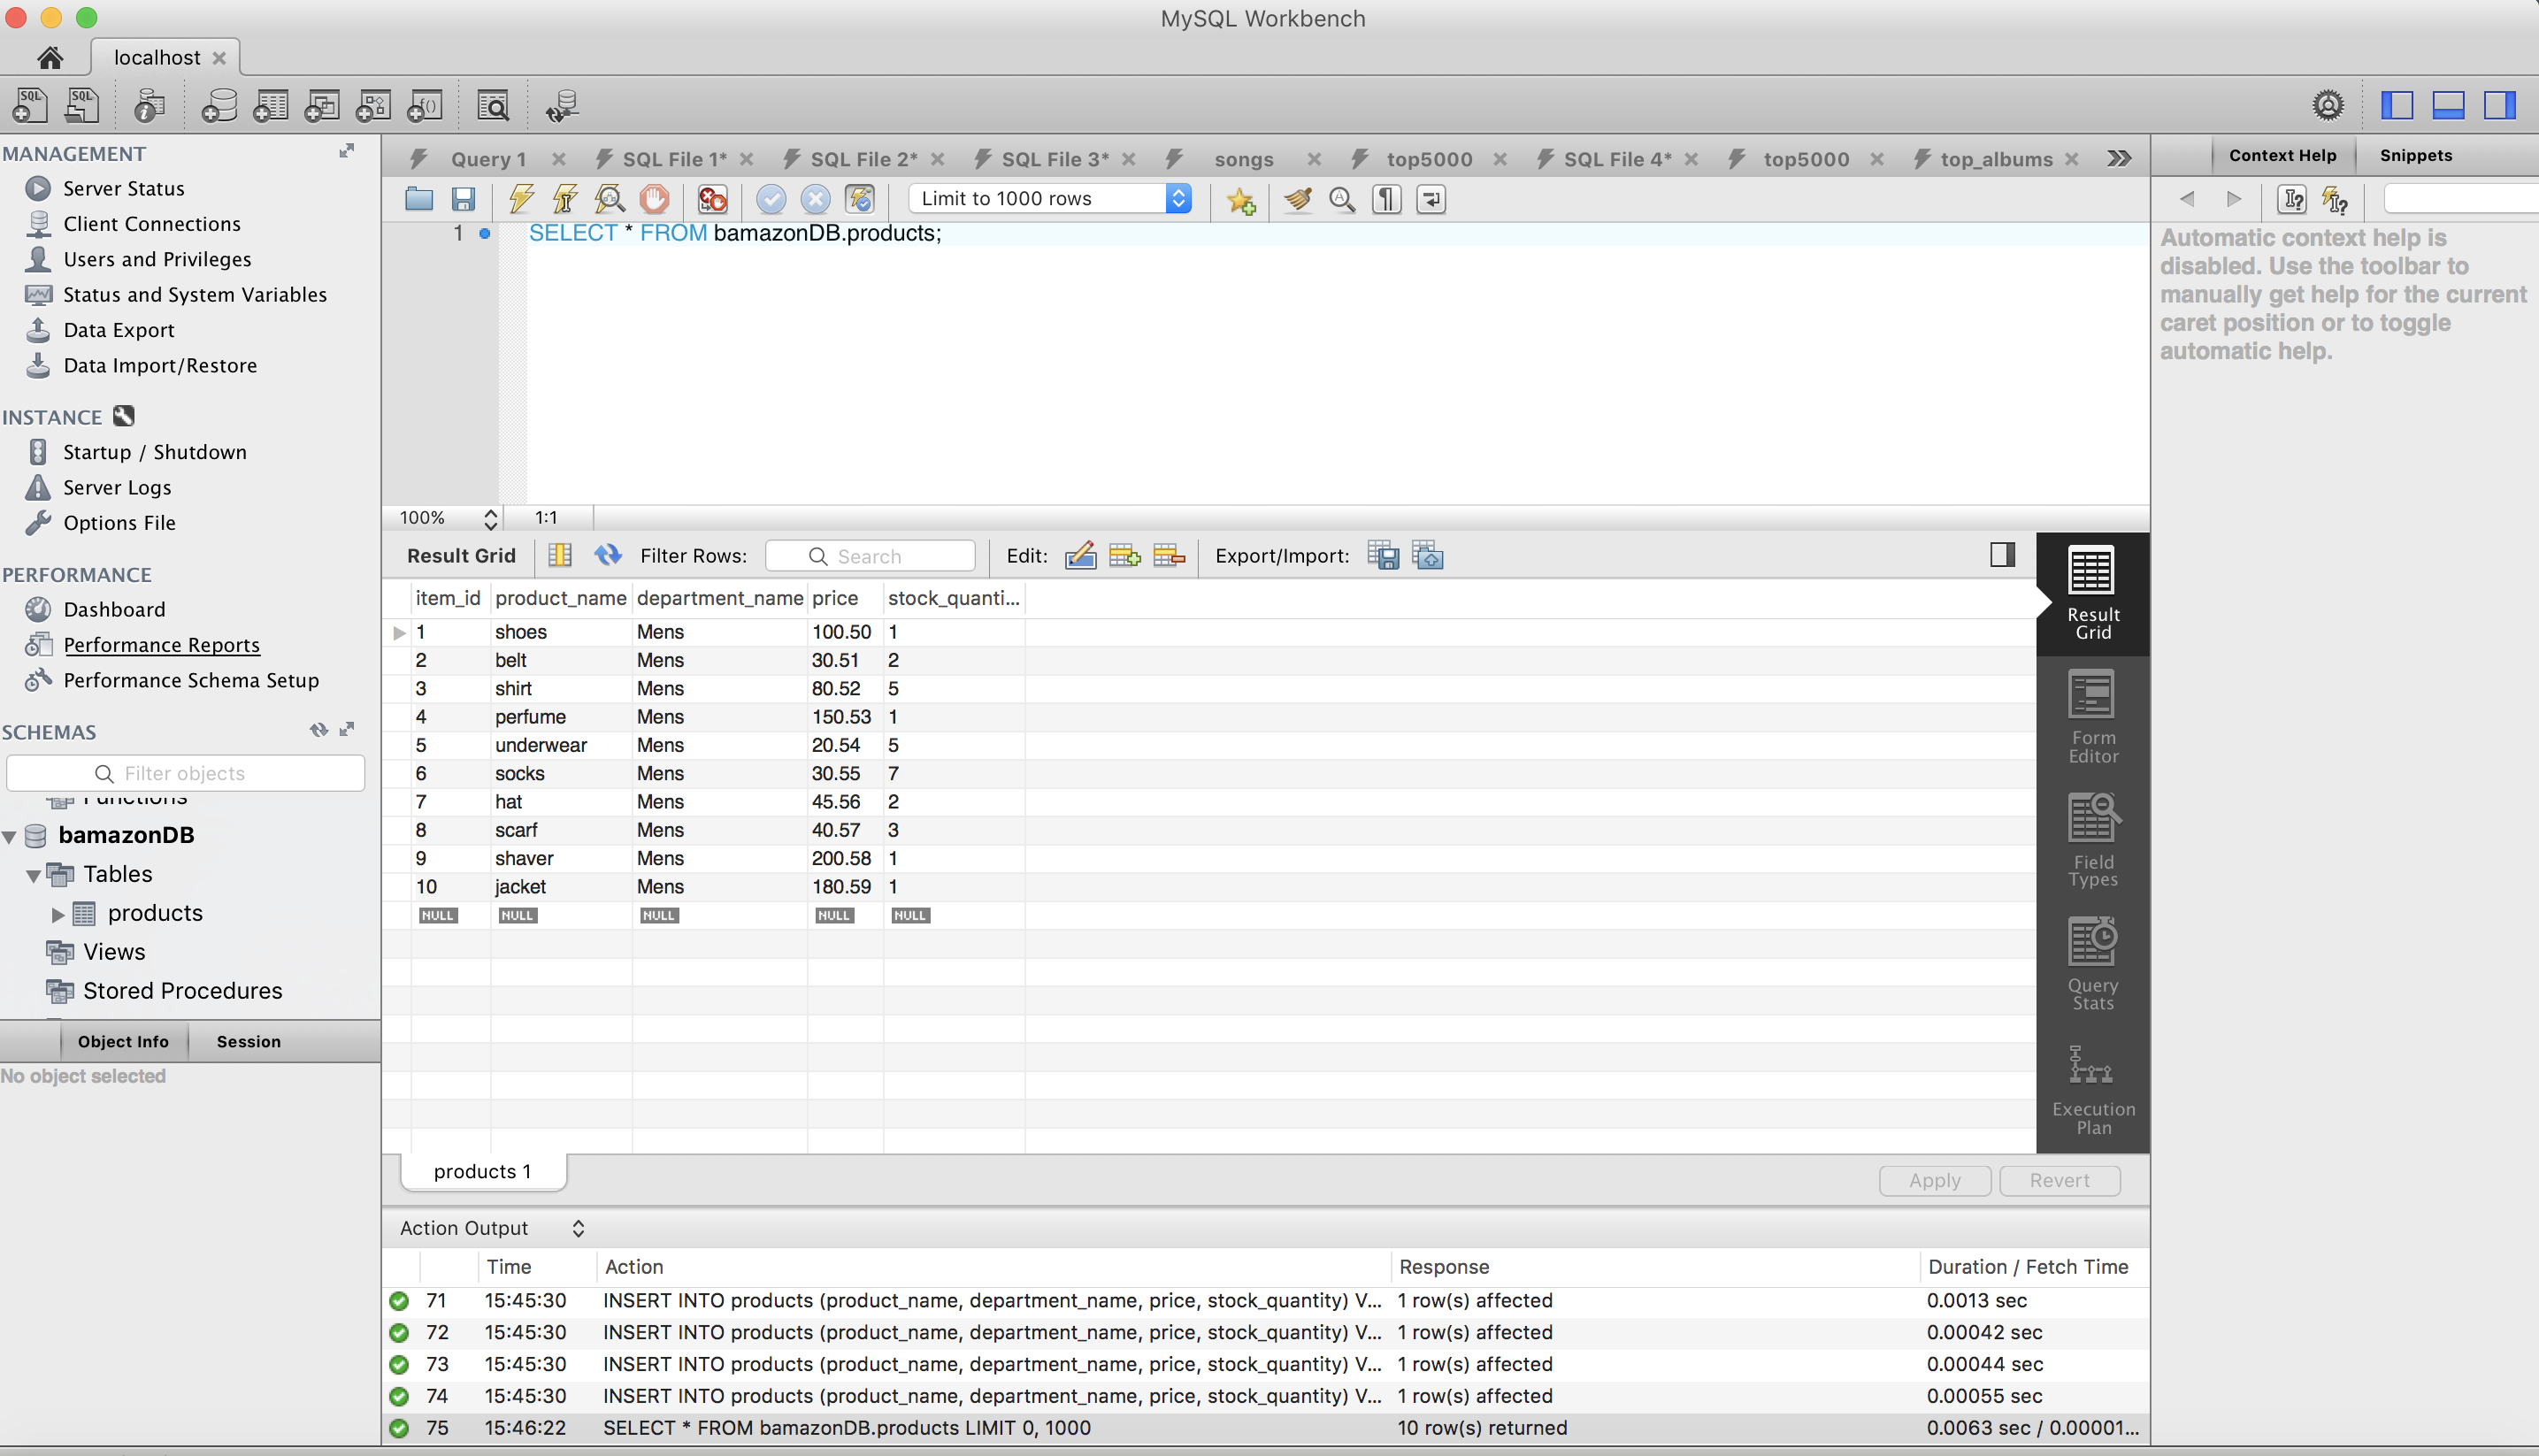 MySQL Workbench
localhost
MANAGEMENT
Server Status
Client Connections
Users and Privileges
Status and System Variables
Data Export
Data Import/Restore
INSTANCE
Startup / Shutdown
Server Logs
Options File
PERFORMANCE
Dashboard
Performance Reports
Performance Schema Setup
SCHEMAS
Filter objects
Functions
bamazonDB
Tables
products
Views
Stored Procedures
Object Info Session
No object selected
Query 1 SQL File 1* SQL File 2* SQL File 3* songs top5000 SQL File 4* top5000 top_albums
Limit to 1000 rows
1 SELECT * FROM bamazonDB.products;
100% 1:1
Result Grid Filter Rows: Search Edit: Export/Import:
item_id product_name department_name price stock_quanti...
1 shoes Mens 100.50 1
2 belt Mens 30.51 2
3 shirt Mens 80.52 5
4 perfume Mens 150.53 1
5 underwear Mens 20.54 5
6 socks Mens 30.55 7
7 hat Mens 45.56 2
8 scarf Mens 40.57 3
9 shaver Mens 200.58 1
10 jacket Mens 180.59 1
NULL NULL NULL NULL NULL
Result
Grid
Form
Editor
Field
Types
Query
Stats
Execution
Plan
products 1
Apply Revert
Action Output
Time Action Response Duration / Fetch Time
71 15:45:30 INSERT INTO products (product_name, department_name, price, stock_quantity) V... 1 row(s) affected 0.0013 sec
72 15:45:30 INSERT INTO products (product_name, department_name, price, stock_quantity) V... 1 row(s) affected 0.00042 sec
73 15:45:30 INSERT INTO products (product_name, department_name, price, stock_quantity) V... 1 row(s) affected 0.00044 sec
74 15:45:30 INSERT INTO products (product_name, department_name, price, stock_quantity) V... 1 row(s) affected 0.00055 sec
75 15:46:22 SELECT * FROM bamazonDB.products LIMIT 0, 1000 10 row(s) returned 0.0063 sec / 0.00001...
Context Help Snippets
Automatic context help is
disabled. Use the toolbar to
manually get help for the current
caret position or to toggle
automatic help.